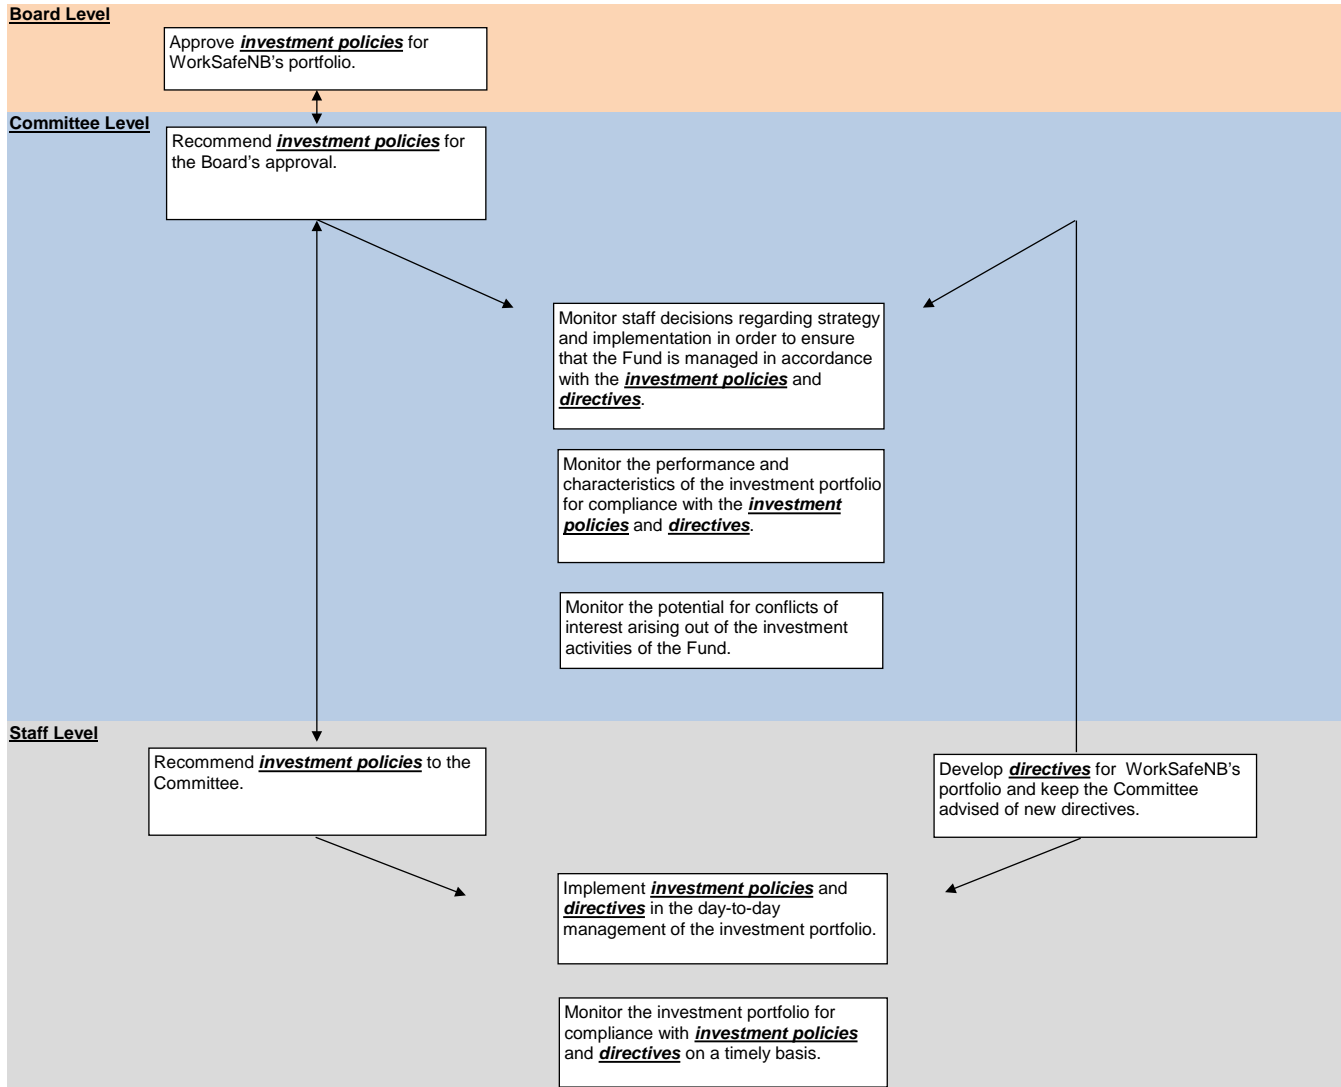 Board Level
Approve investment policies for
WorkSafeNB's portfolio.
Committee Level
Recommend investment policies for
the Board's approval.
Monitor staff decisions regarding strategy
and implementation in order to ensure
that the Fund is managed in accordance
with the investment policies and
directives.
Monitor the performance and
characteristics of the investment portfolio
for compliance with the investment
policies and directives.
Monitor the potential for conflicts of
interest arising out of the investment
activities of the Fund.
Staff Level
Recommend investment policies to the
Committee.
Develop directives for WorkSafeNB's
portfolio and keep the Committee
advised of new directives.
Implement investment policies and
directives in the day-to-day
management of the investment portfolio.
Monitor the investment portfolio for
compliance with investment policies
and directives on a timely basis.